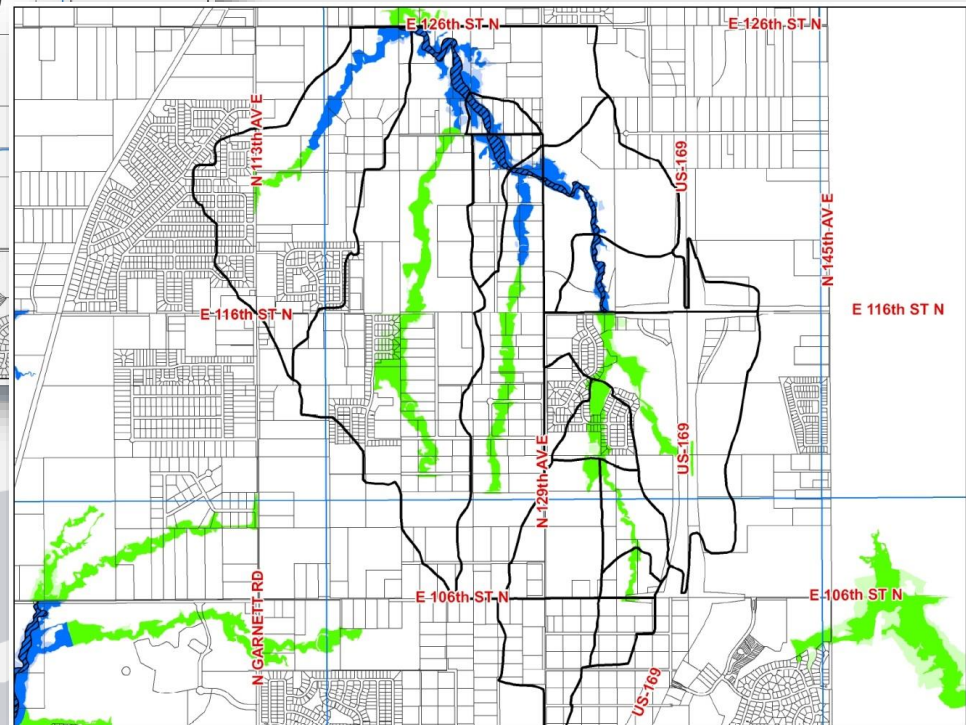 E 126th ST N
E 126th ST N
N 113th AV E
US-169
N 145th AV E
E 116th ST N
E 116th ST N
N 129th AV E
US-169
E 106th ST N
E 106th ST N
N GARNETT RD
US-169